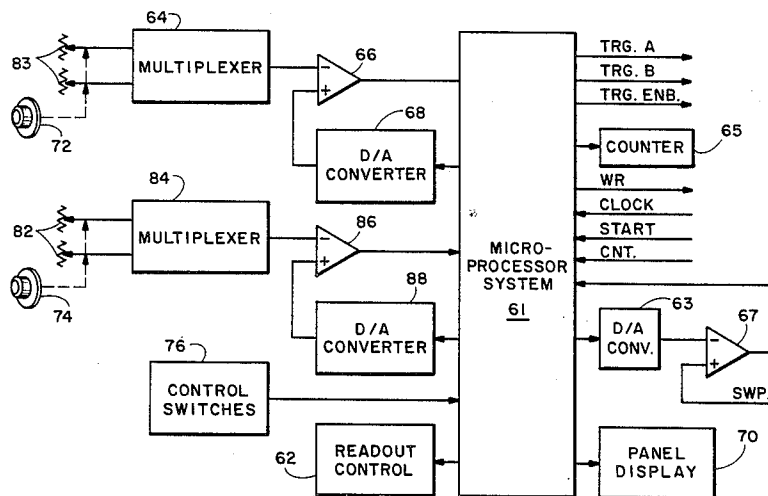 64
MULTIPLEXER
83
72
66
68
D/A
CONVERTER
84
MULTIPLEXER
82
74
86
88
D/A
CONVERTER
76
CONTROL
SWITCHES
62
READOUT
CONTROL
MICRO-
PROCESSOR
SYSTEM
61
TRG. A
TRG. B
TRG. ENB.
COUNTER
65
WR
CLOCK
START
CNT.
63
D/A
CONV.
67
SWP.
70
PANEL
DISPLAY